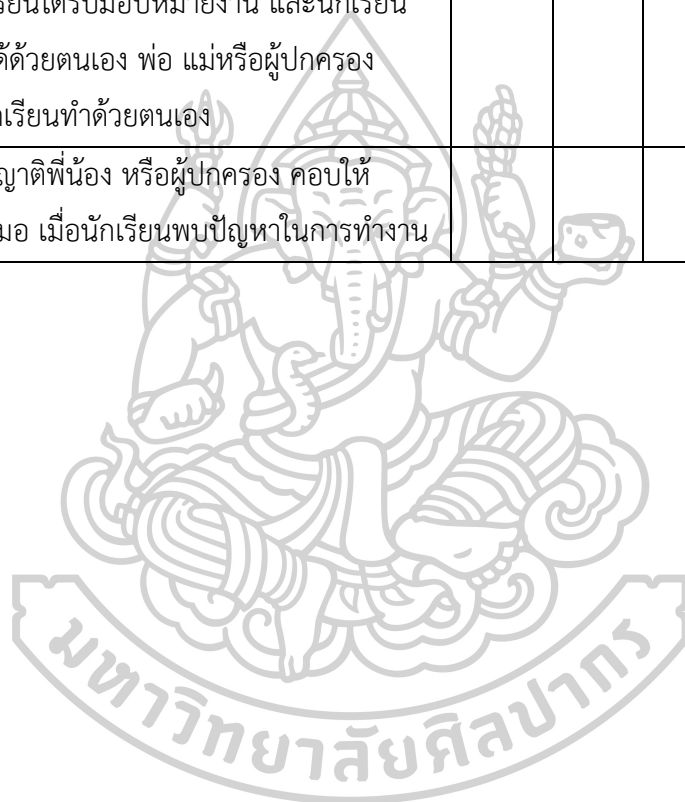 รียนได้รับมอบหมายงาน และนักเรียน
ด้ด้วยตนเอง พ่อ แม่หรือผู้ปกครอง
เรียนทำด้วยตนเอง
ญาติพี่น้อง หรือผู้ปกครอง คอบให้
มอ เมื่อนักเรียนพบปัญหาในการทำงาน
มหาวิทยาลัยศิลปากร